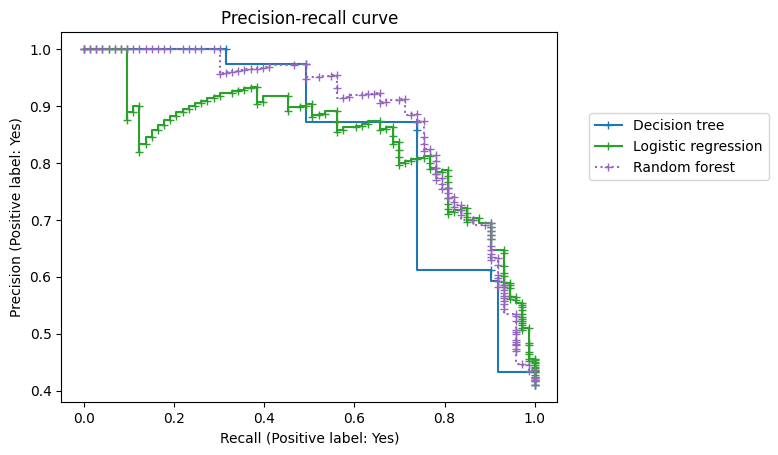 Precision-recall curve
Precision (Positive label: Yes)
1.0
0.9
0.8
0.7
0.6
0.5
0.4
0.0
0.2
0.4
0.6
0.8
1.0
Recall (Positive label: Yes)
Decision tree
Logistic regression
Random forest